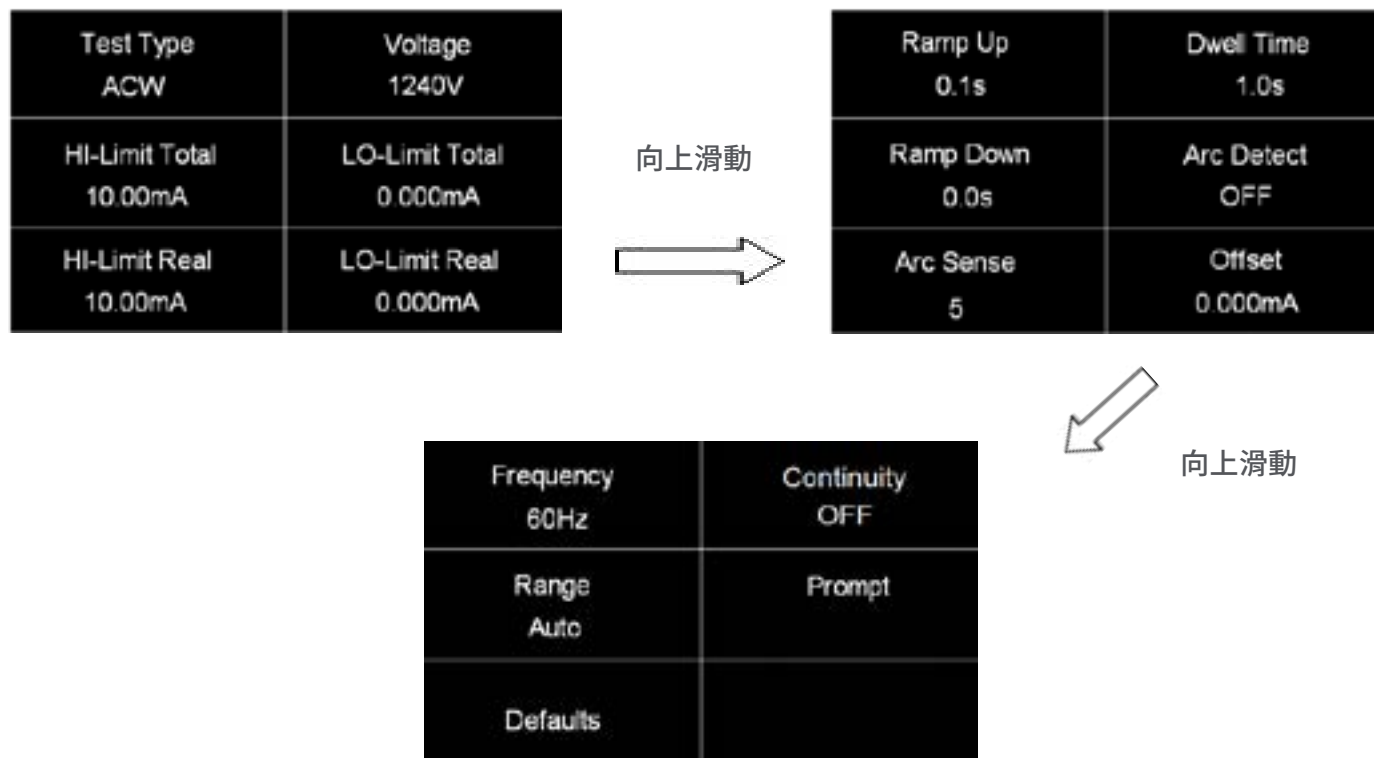 Test Type
ACW
Voltage
1240V
HI-Limit Total
10.00mA
LO-Limit Total
0.000mA
HI-Limit Real
10.00mA
LO-Limit Real
0.000mA
向上滑動
Ramp Up
0.1s
Dwell Time
1.0s
Ramp Down
0.0s
Arc Detect
OFF
Arc Sense
5
Offset
0.000mA
向上滑動
Frequency
60Hz
Continuity
OFF
Range
Auto
Prompt
Defaults